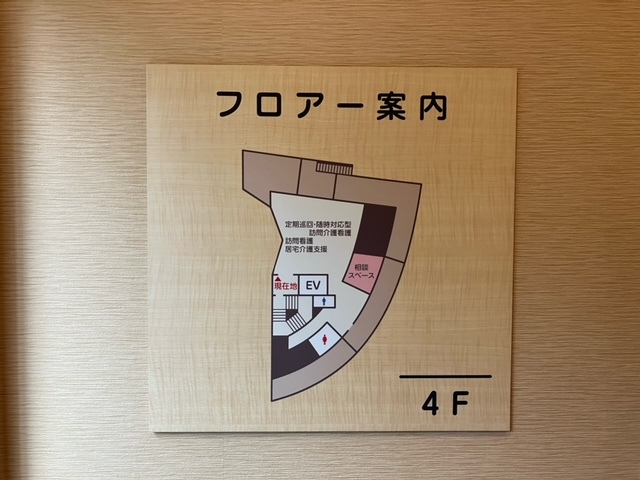 フロアー案内
定期巡回・随時対応型
訪問介護看護
訪問看護
居宅介護支援
相談
スペース
現在地
EV
4F